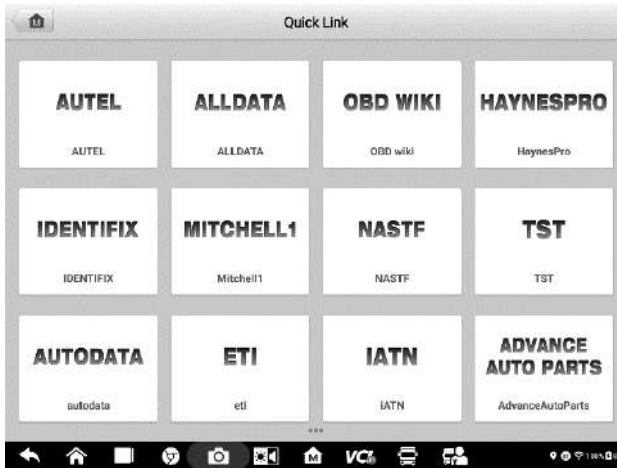 Quick Link
AUTEL ALLDATA OBD WIKI HAYNESPRO
AUTEL ALLDATA OBD wiki HaynesPro
IDENTIFIX MITCHELL1 NASTF TST
IDENTIFIX Mitchell1 NASTF TST
AUTODATA ETI IATN ADVANCE
AUTO PARTS
autodata eti iATN AdvanceAutoParts
M VCI